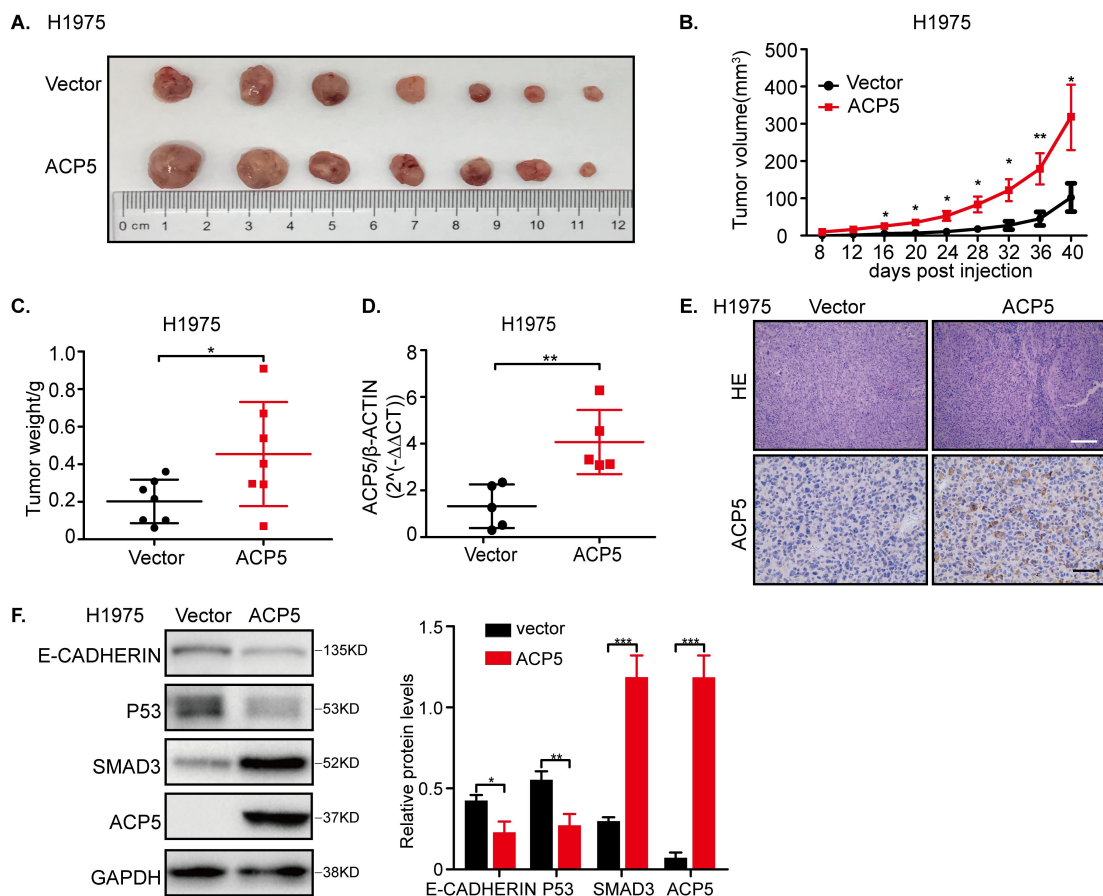 A. H1975
Vector
ACP5
0 cm 1 2 3 4 5 6 7 8 9 10 11 12
B. H1975
Tumor volume(mm³)
500
400
300
200
100
0
Vector
ACP5
* * * * * ** *
8 12 16 20 24 28 32 36 40
days post injection
C. H1975
Tumor weight/g
1.0
0.8
0.6
0.4
0.2
0
*
Vector ACP5
D. H1975
ACP5/β-ACTIN
(2^(-ΔΔCT))
8
6
4
2
0
**
Vector ACP5
E. H1975 Vector ACP5
HE
ACP5
F. H1975 Vector ACP5
E-CADHERIN –135KD
P53 –53KD
SMAD3 –52KD
ACP5 –37KD
GAPDH –38KD
Relative protein levels
1.5
1.0
0.5
0.0
vector
ACP5
* ** *** ***
E-CADHERIN P53 SMAD3 ACP5